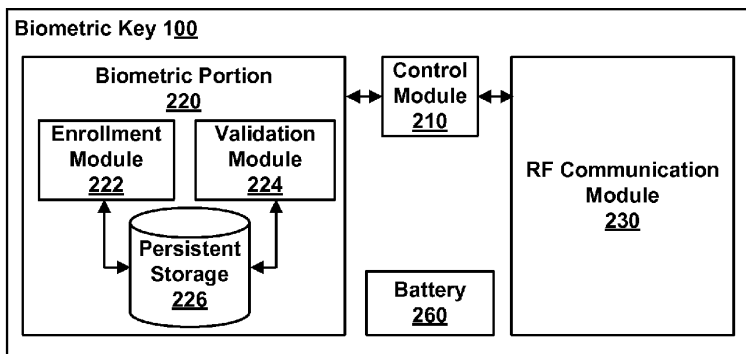 Biometric Key 100
Biometric Portion
220
Enrollment
Module
222
Validation
Module
224
Persistent
Storage
226
Control
Module
210
Battery
260
RF Communication
Module
230